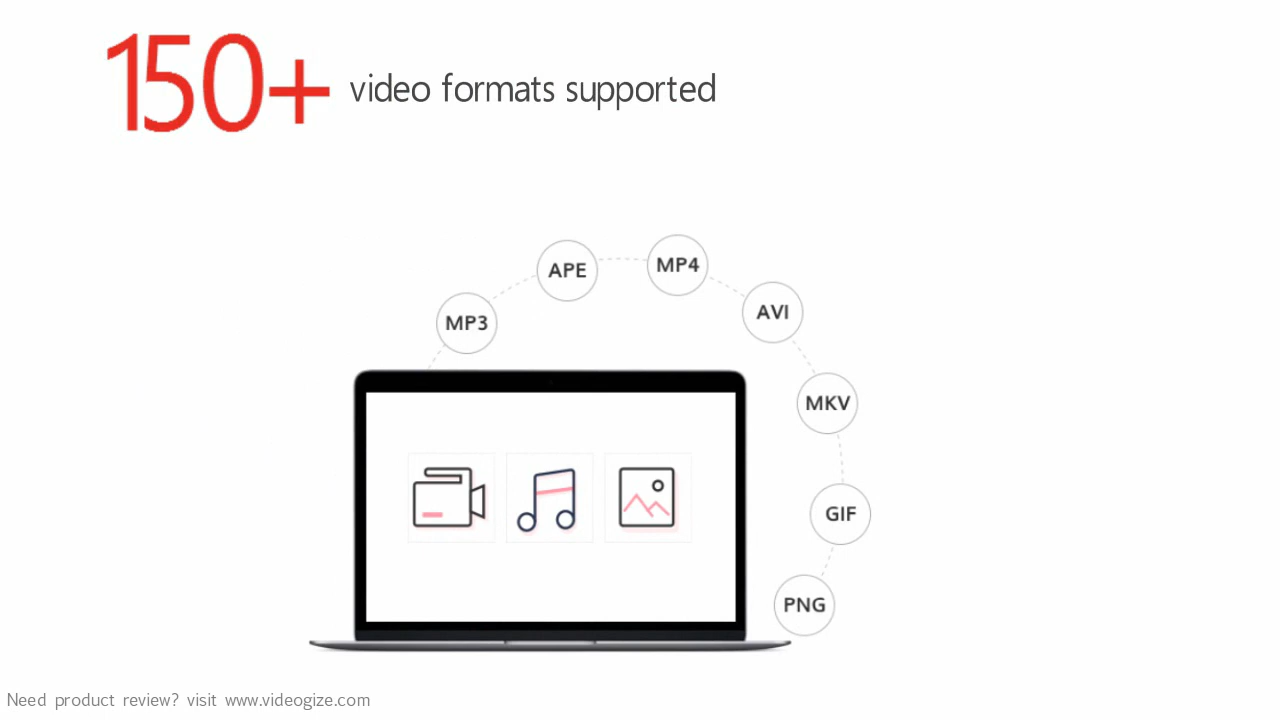 150+ video formats supported
APE
MP4
AVI
MP3
MKV
GIF
PNG
Need product review? visit www.videogize.com